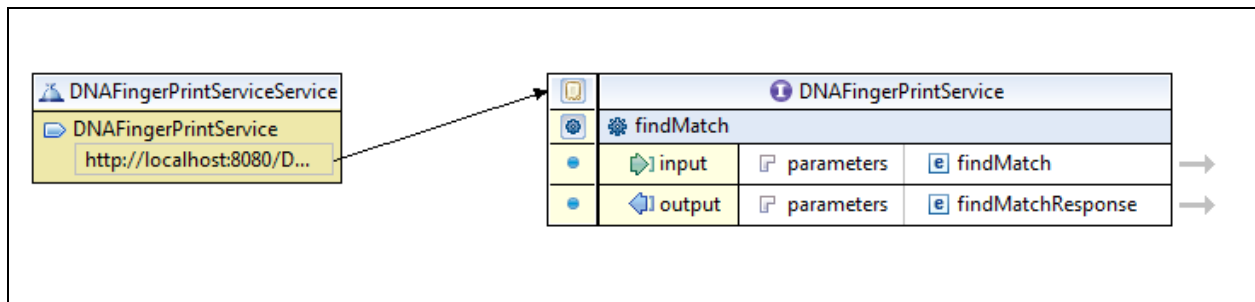 DNAFingerPrintServiceService
DNAFingerPrintService
http://localhost:8080/D...
DNAFingerPrintService
findMatch
input parameters findMatch
output parameters findMatchResponse